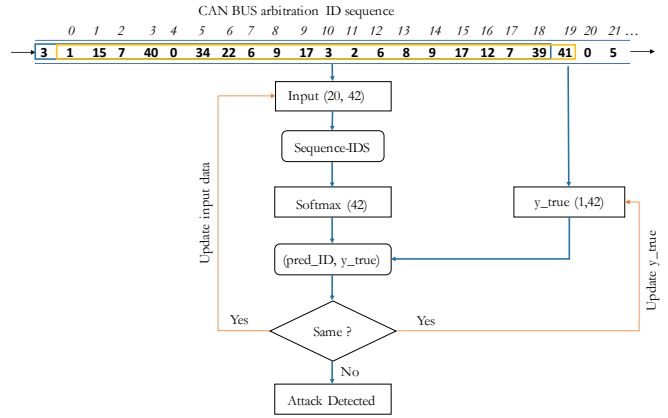 CAN BUS arbitration ID sequence
0 1 2 3 4 5 6 7 8 9 10 11 12 13 14 15 16 17 18 19 20 21 ...
3 1 15 7 40 0 34 22 6 9 17 3 2 6 8 9 17 12 7 39 41 0 5
Input (20, 42)
Sequence-IDS
Update input data
Softmax (42)
y_true (1,42)
(pred_ID, y_true)
Update y_true
Yes
Same ?
Yes
No
Attack Detected